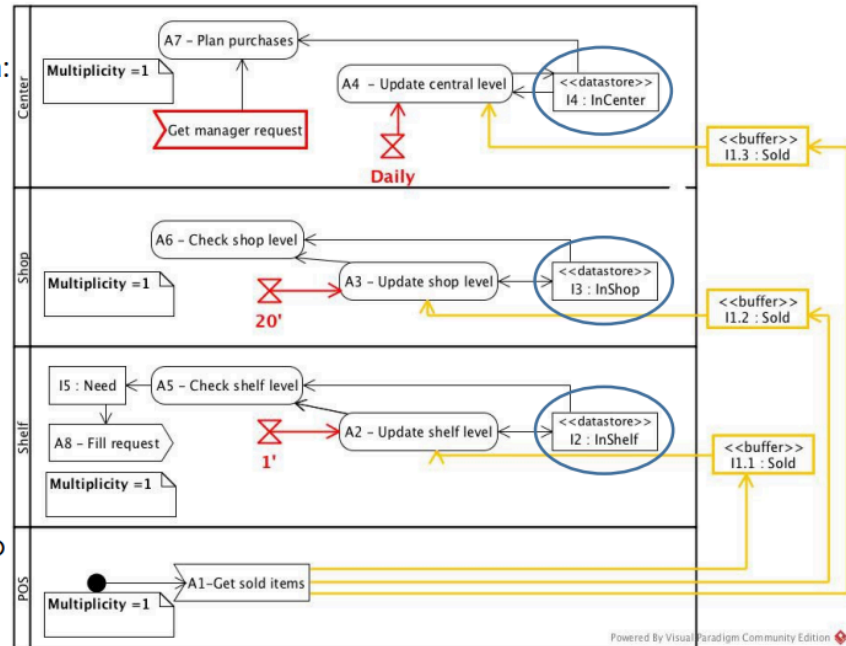 :
Center
A7 – Plan purchases
Multiplicity =1
A4 – Update central level
<<datastore>>
I4 : InCenter
Get manager request
Daily
<<buffer>>
I1.3 : Sold
Shop
A6 – Check shop level
Multiplicity =1
A3 – Update shop level
<<datastore>>
I3 : InShop
20'
<<buffer>>
I1.2 : Sold
Shelf
I5 : Need
A5 – Check shelf level
A8 – Fill request
A2 – Update shelf level
<<datastore>>
I2 : InShelf
1'
<<buffer>>
I1.1 : Sold
Multiplicity =1
POS
A1–Get sold items
Multiplicity =1
Powered By Visual Paradigm Community Edition